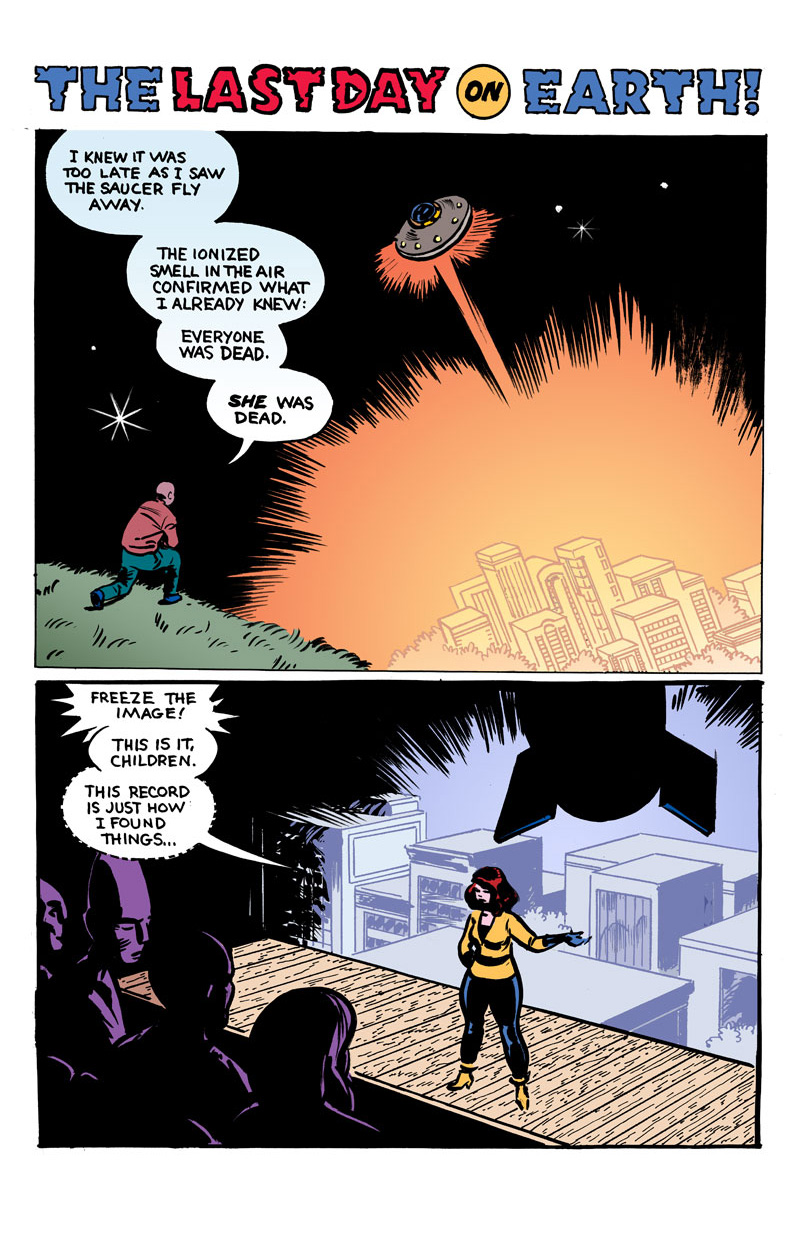 THE LAST DAY ON EARTH!
I KNEW IT WAS
TOO LATE AS I SAW
THE SAUCER FLY
AWAY.
THE IONIZED
SMELL IN THE AIR
CONFIRMED WHAT
I ALREADY KNEW:
EVERYONE
WAS DEAD.
SHE WAS
DEAD.
FREEZE THE
IMAGE!
THIS IS IT,
CHILDREN.
THIS RECORD
IS JUST HOW
I FOUND
THINGS...